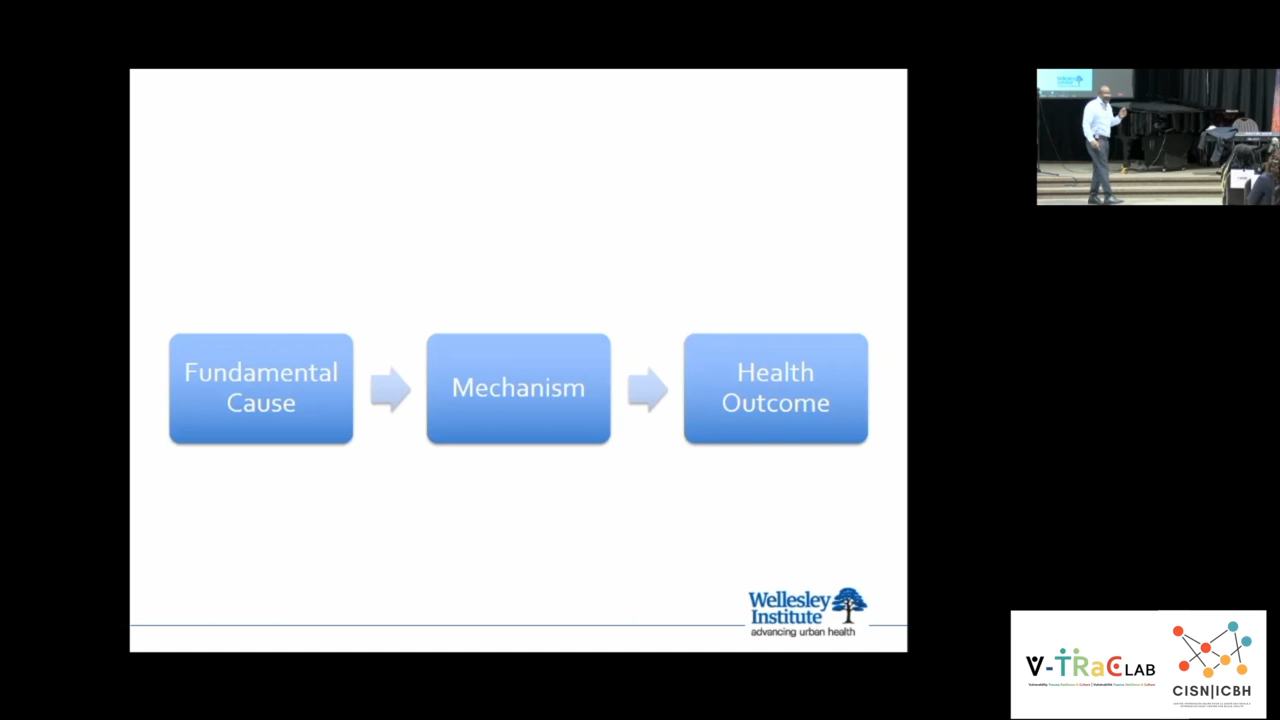 Fundamental
Cause
Mechanism
Health
Outcome
Wellesley
Institute
advancing urban health
V-TRaC LAB
CISN|ICBH